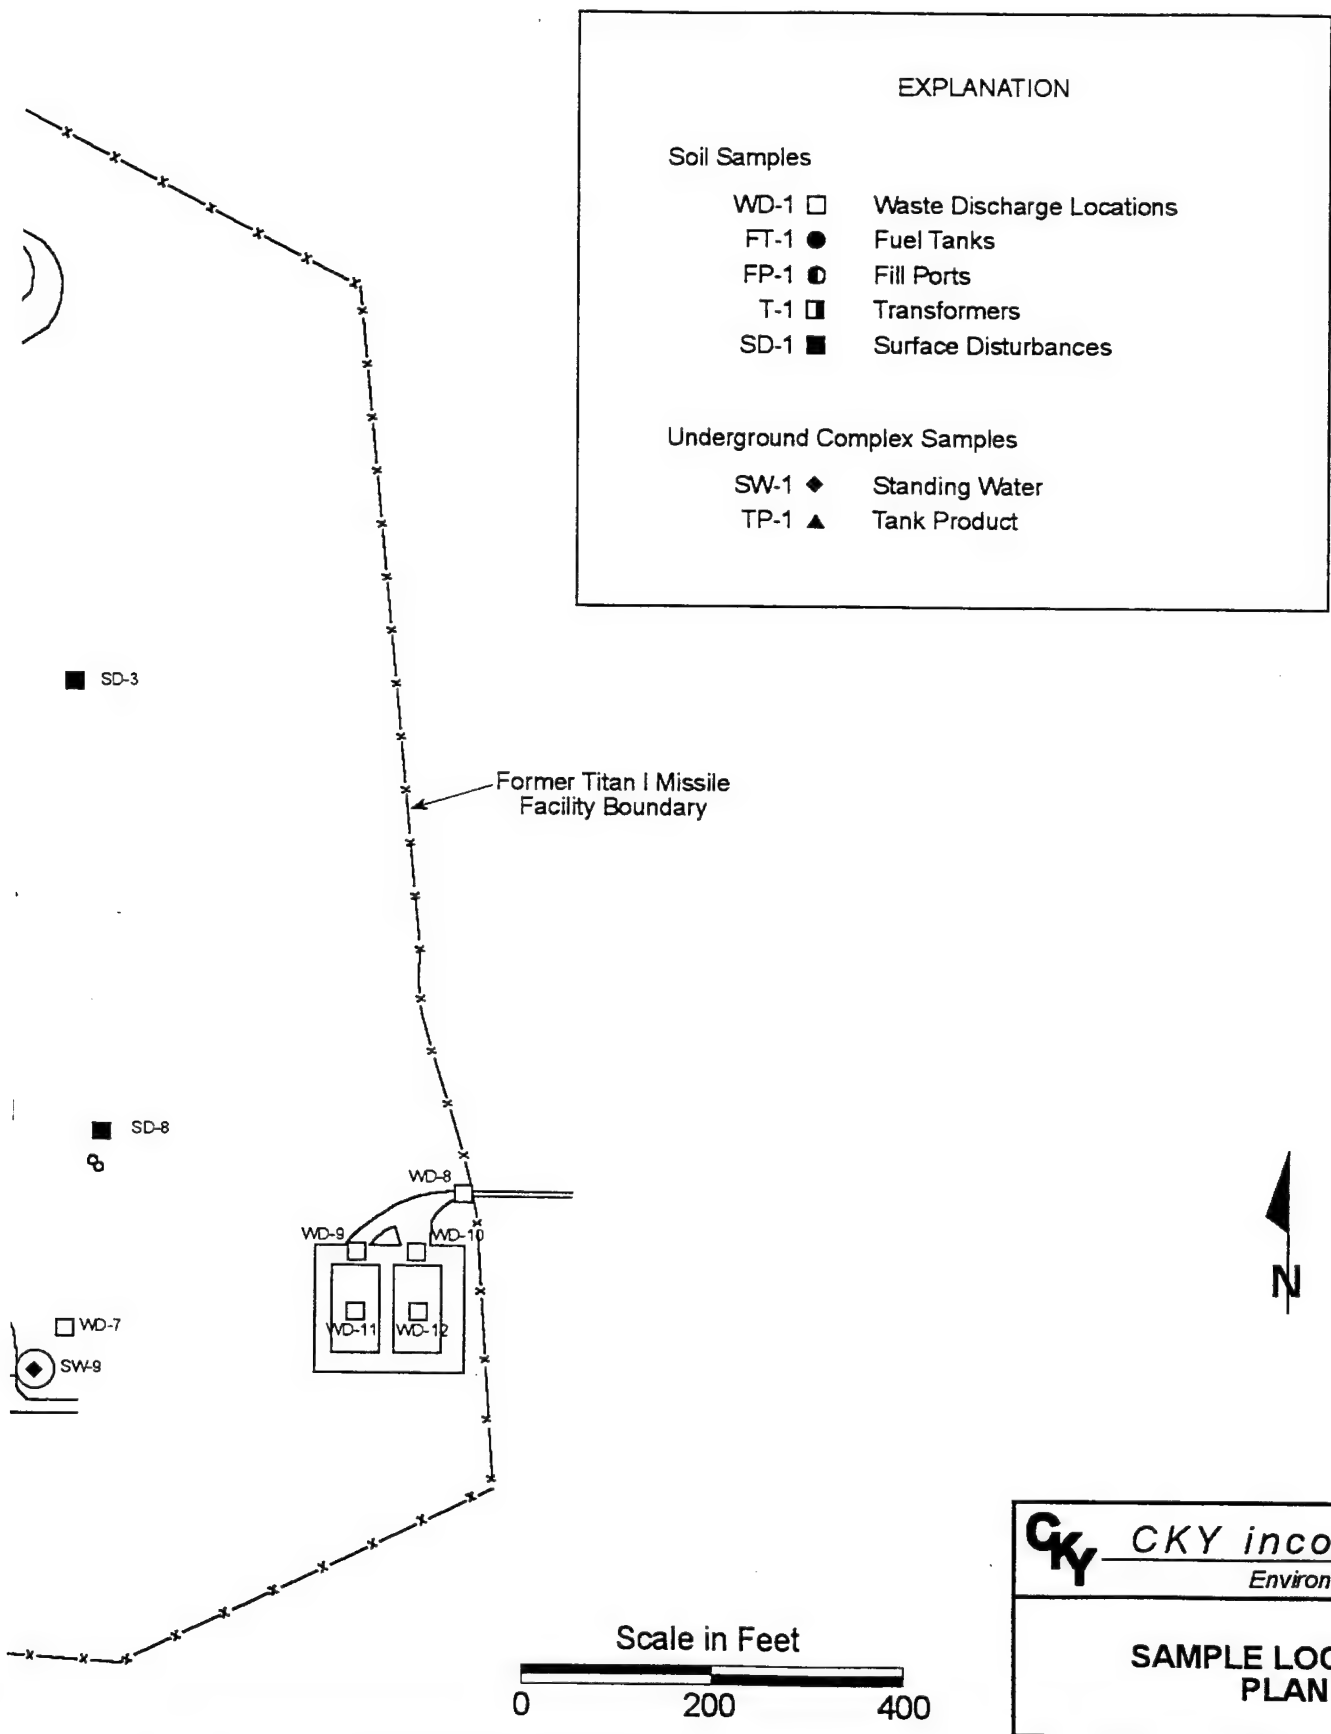 EXPLANATION
Soil Samples
WD-1 Waste Discharge Locations
FT-1 Fuel Tanks
FP-1 Fill Ports
T-1 Transformers
SD-1 Surface Disturbances
Underground Complex Samples
SW-1 Standing Water
TP-1 Tank Product
SD-3
Former Titan I Missile
Facility Boundary
SD-8
WD-8
WD-9
WD-10
WD-11
WD-12
WD-7
SW-9
N
Scale in Feet
0 200 400
CKY
CKY inco
Environ
SAMPLE LOC
PLAN